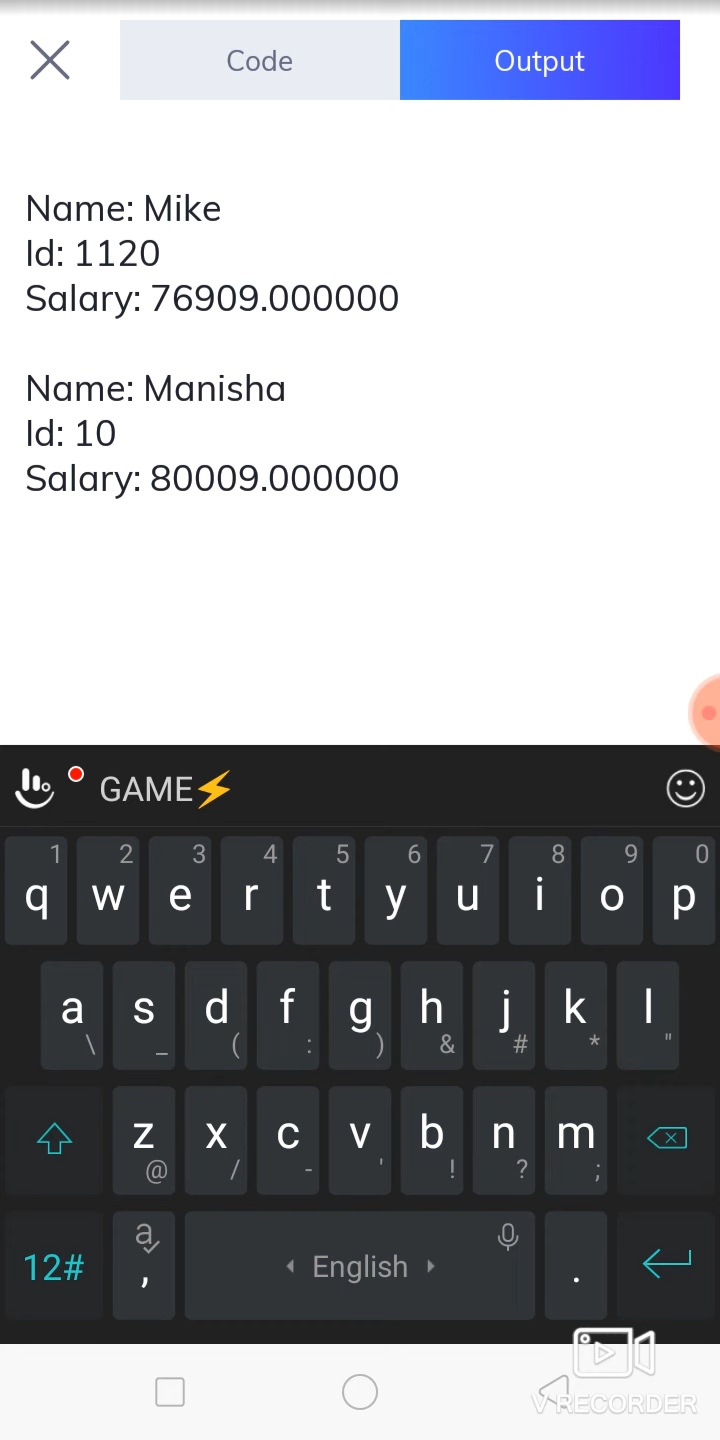 Code Output
Name: Mike
Id: 1120
Salary: 76909.000000
Name: Manisha
Id: 10
Salary: 80009.000000
GAME⚡
1 2 3 4 5 6 7 8 9 0
q w e r t y u i o p
a s d f g h j k l
\ _ ( : ) & # * "
z x c v b n m
@ / - ' ! ? ;
12# a , English .
V RECORDER